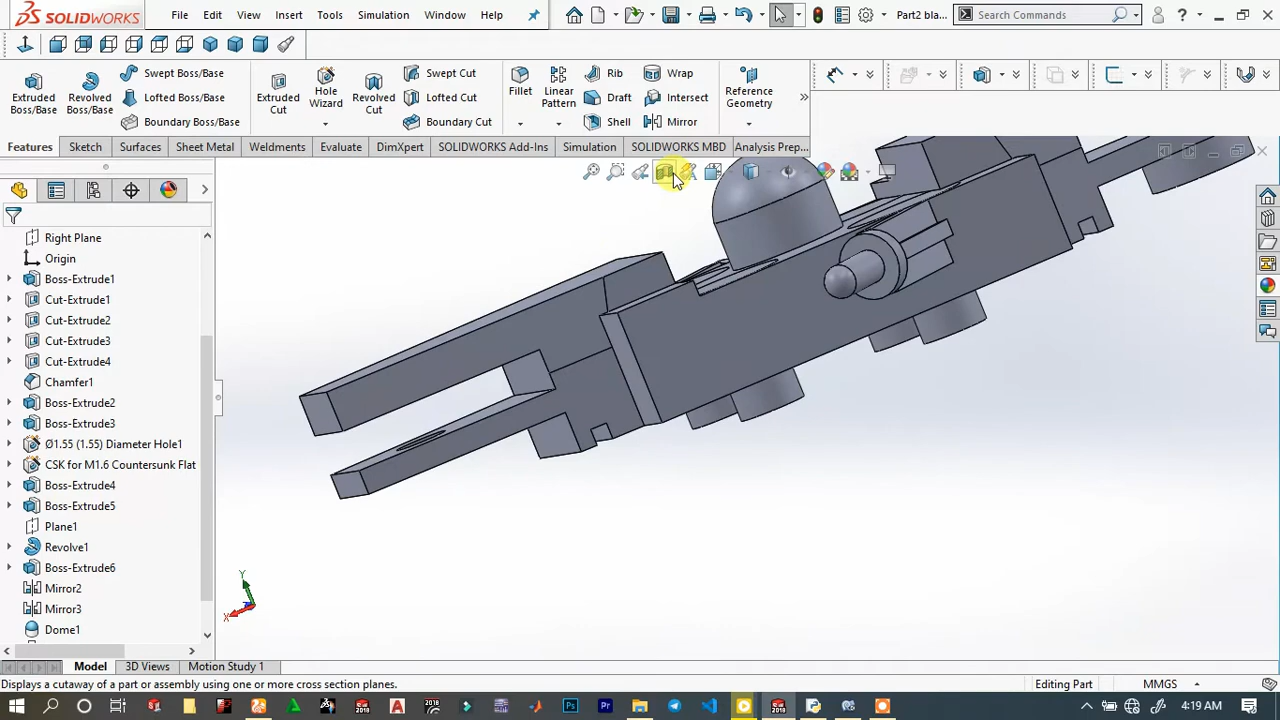 SOLIDWORKS File Edit View Insert Tools Simulation Window Help Part2 bla... Search Commands
Extruded Boss/Base
Revolved Boss/Base
Swept Boss/Base
Lofted Boss/Base
Boundary Boss/Base
Extruded Cut
Hole Wizard
Revolved Cut
Swept Cut
Lofted Cut
Boundary Cut
Fillet
Linear Pattern
Rib
Draft
Shell
Wrap
Intersect
Mirror
Reference Geometry
Features Sketch Surfaces Sheet Metal Weldments Evaluate DimXpert SOLIDWORKS Add-Ins Simulation SOLIDWORKS MBD Analysis Prep...
Right Plane
Origin
Boss-Extrude1
Cut-Extrude1
Cut-Extrude2
Cut-Extrude3
Cut-Extrude4
Chamfer1
Boss-Extrude2
Boss-Extrude3
Ø1.55 (1.55) Diameter Hole1
CSK for M1.6 Countersunk Flat
Boss-Extrude4
Boss-Extrude5
Plane1
Revolve1
Boss-Extrude6
Mirror2
Mirror3
Dome1
Y
X
Model 3D Views Motion Study 1
Displays a cutaway of a part or assembly using one or more cross section planes. Editing Part MMGS
4:19 AM